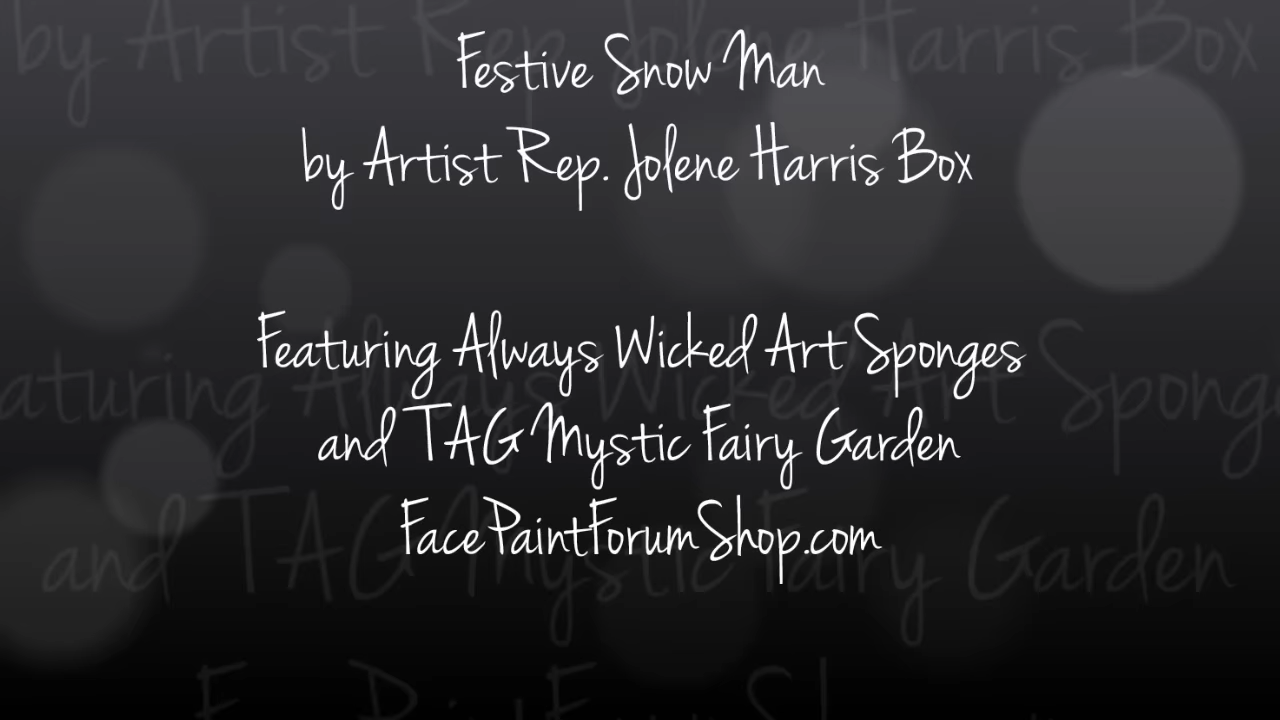 Festive Snow Man
by Artist Rep. Jolene Harris Box
Featuring Always Wicked Art Sponges
and TAG Mystic Fairy Garden
FacePaintForumShop.com